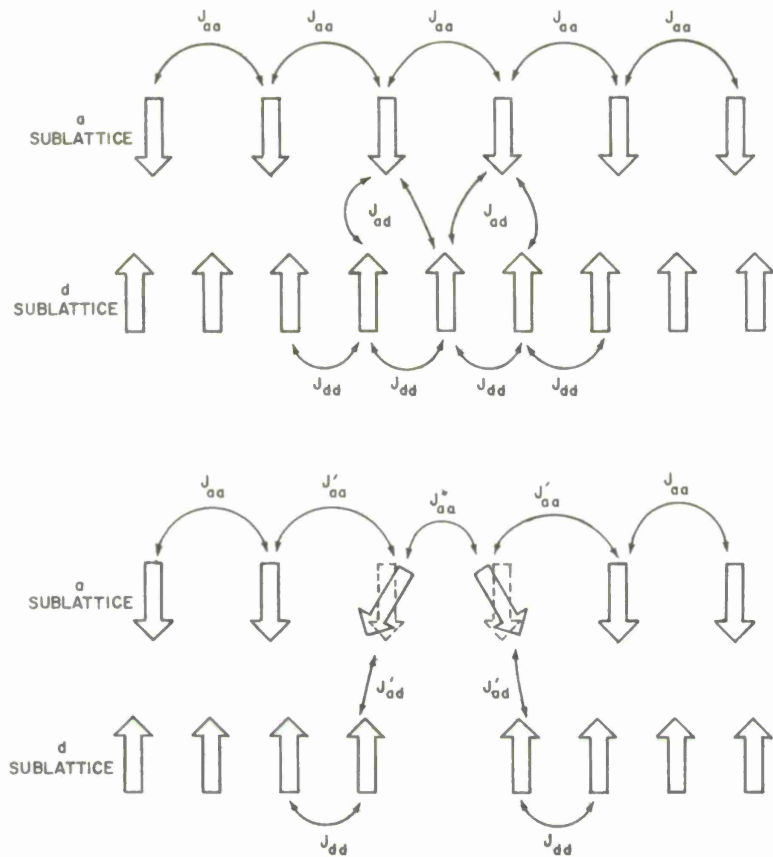 Jaa Jaa Jaa Jaa Jaa
a
SUBLATTICE
Jad Jad
d
SUBLATTICE
Jdd Jdd Jdd Jdd
Jaa J'aa J"aa J'aa Jaa
a
SUBLATTICE
J'ad J'ad
d
SUBLATTICE
Jdd Jdd